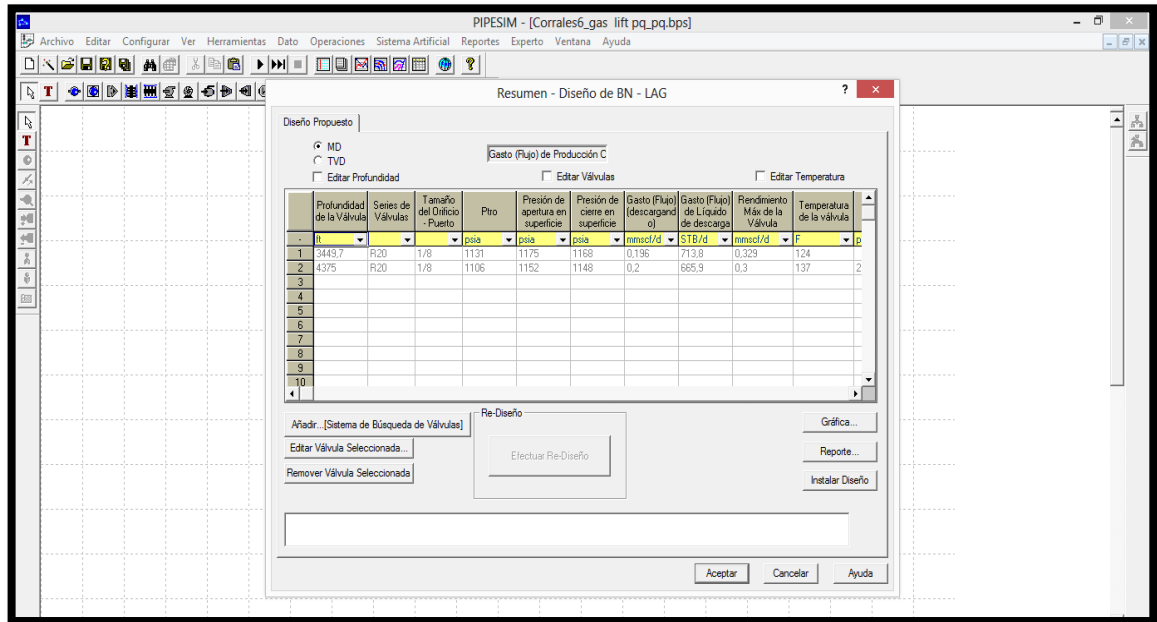 PIPESIM - [Corrales6_gas lift pq_pq.bps]
Archivo Editar Configurar Ver Herramientas Dato Operaciones Sistema Artificial Reportes Experto Ventana Ayuda
Resumen - Diseño de BN - LAG
Diseño Propuesto
MD
TVD
Gasto (Flujo) de Producción C
Editar Profundidad
Editar Válvulas
Editar Temperatura
Profundidad de la Válvula Series de Válvulas Tamaño del Orificio - Puerto Ptro Presión de apertura en superficie Presión de cierre en superficie Gasto (Flujo) (descargand o) Gasto (Flujo) de Líquido de descarga Rendimiento Máx de la Válvula Temperatura de la válvula
ft psia psia psia mmscf/d STB/d mmscf/d F p
1 3449,7 R20 1/8 1131 1175 1168 0,196 713,8 0,329 124
2 4375 R20 1/8 1106 1152 1148 0,2 665,9 0,3 137 2
3
4
5
6
7
8
9
10
Añadir...[Sistema de Búsqueda de Válvulas]
Re-Diseño
Gráfica...
Editar Válvula Seleccionada...
Efectuar Re-Diseño
Reporte...
Remover Válvula Seleccionada
Instalar Diseño
Aceptar Cancelar Ayuda